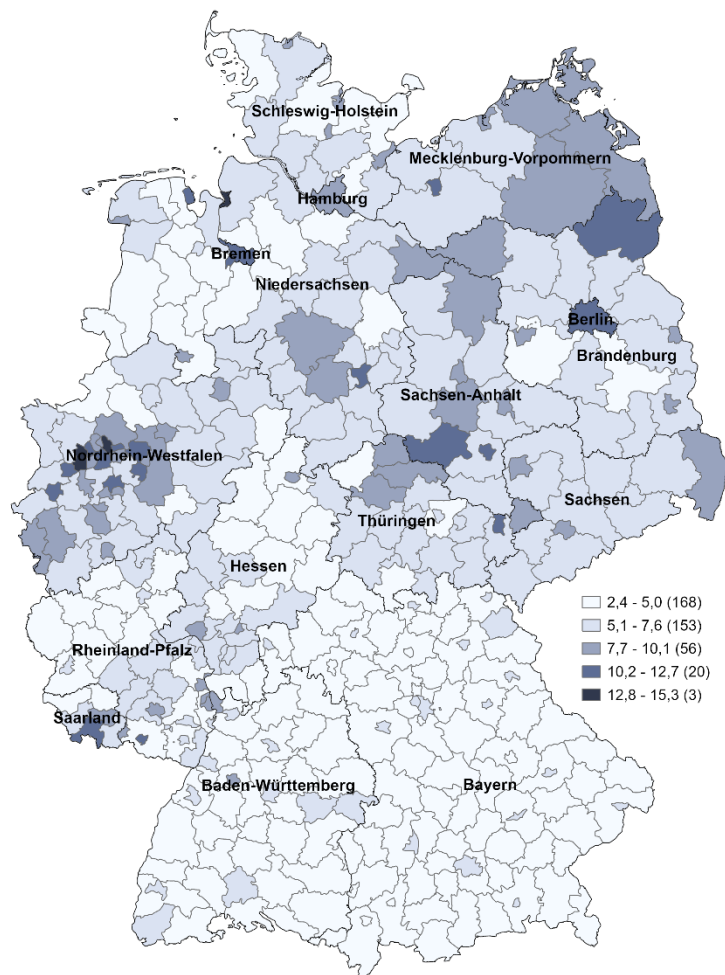 Schleswig-Holstein
Mecklenburg-Vorpommern
Hamburg
Bremen
Niedersachsen
Berlin
Brandenburg
Sachsen-Anhalt
Nordrhein-Westfalen
Sachsen
Thüringen
Hessen
2,4 - 5,0 (168)
5,1 - 7,6 (153)
7,7 - 10,1 (56)
10,2 - 12,7 (20)
12,8 - 15,3 (3)
Rheinland-Pfalz
Saarland
Baden-Württemberg
Bayern